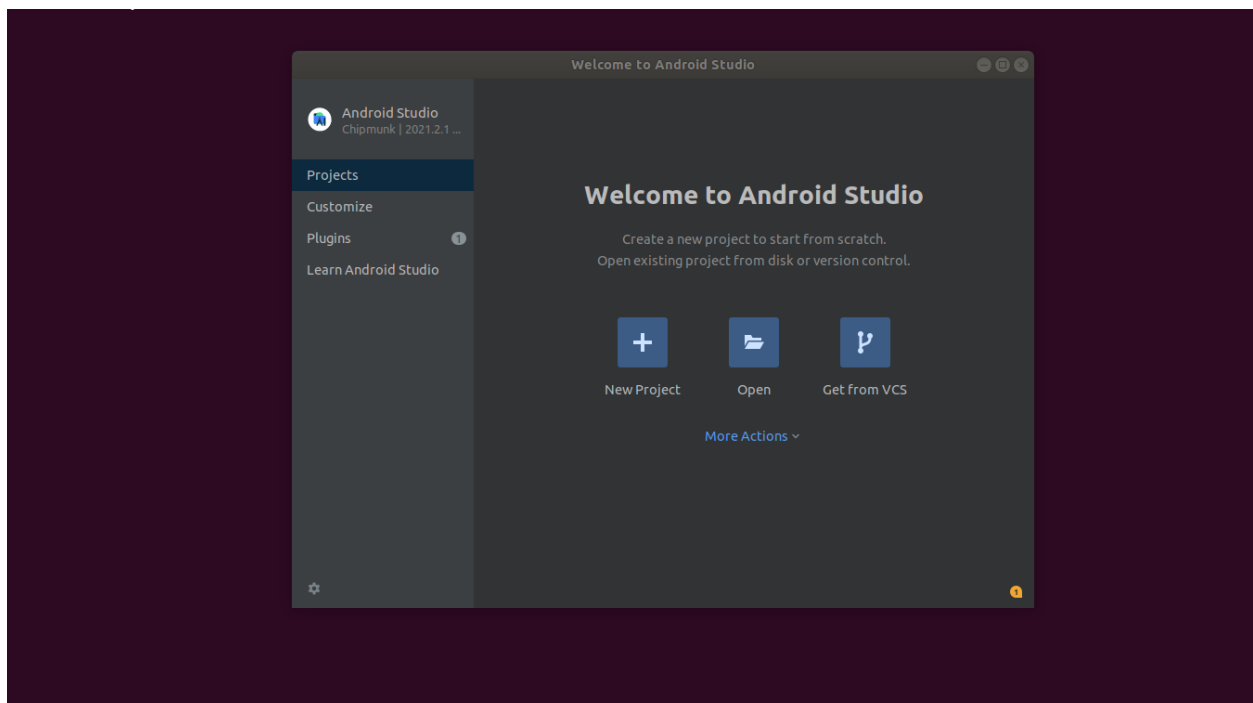 Welcome to Android Studio
Android Studio
Chipmunk | 2021.2.1 ...
Projects
Customize
Plugins
1
Learn Android Studio
Welcome to Android Studio
Create a new project to start from scratch.
Open existing project from disk or version control.
New Project
Open
Get from VCS
More Actions
1